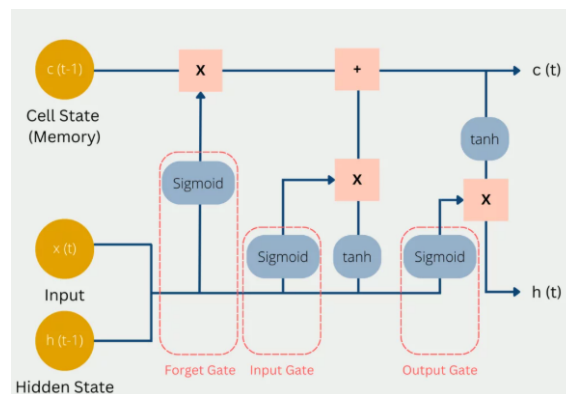 c (t-1)
X
+
c (t)
Cell State
(Memory)
tanh
Sigmoid
X
X
x (t)
Sigmoid
tanh
Sigmoid
Input
h (t)
h (t-1)
Forget Gate
Input Gate
Output Gate
Hidden State